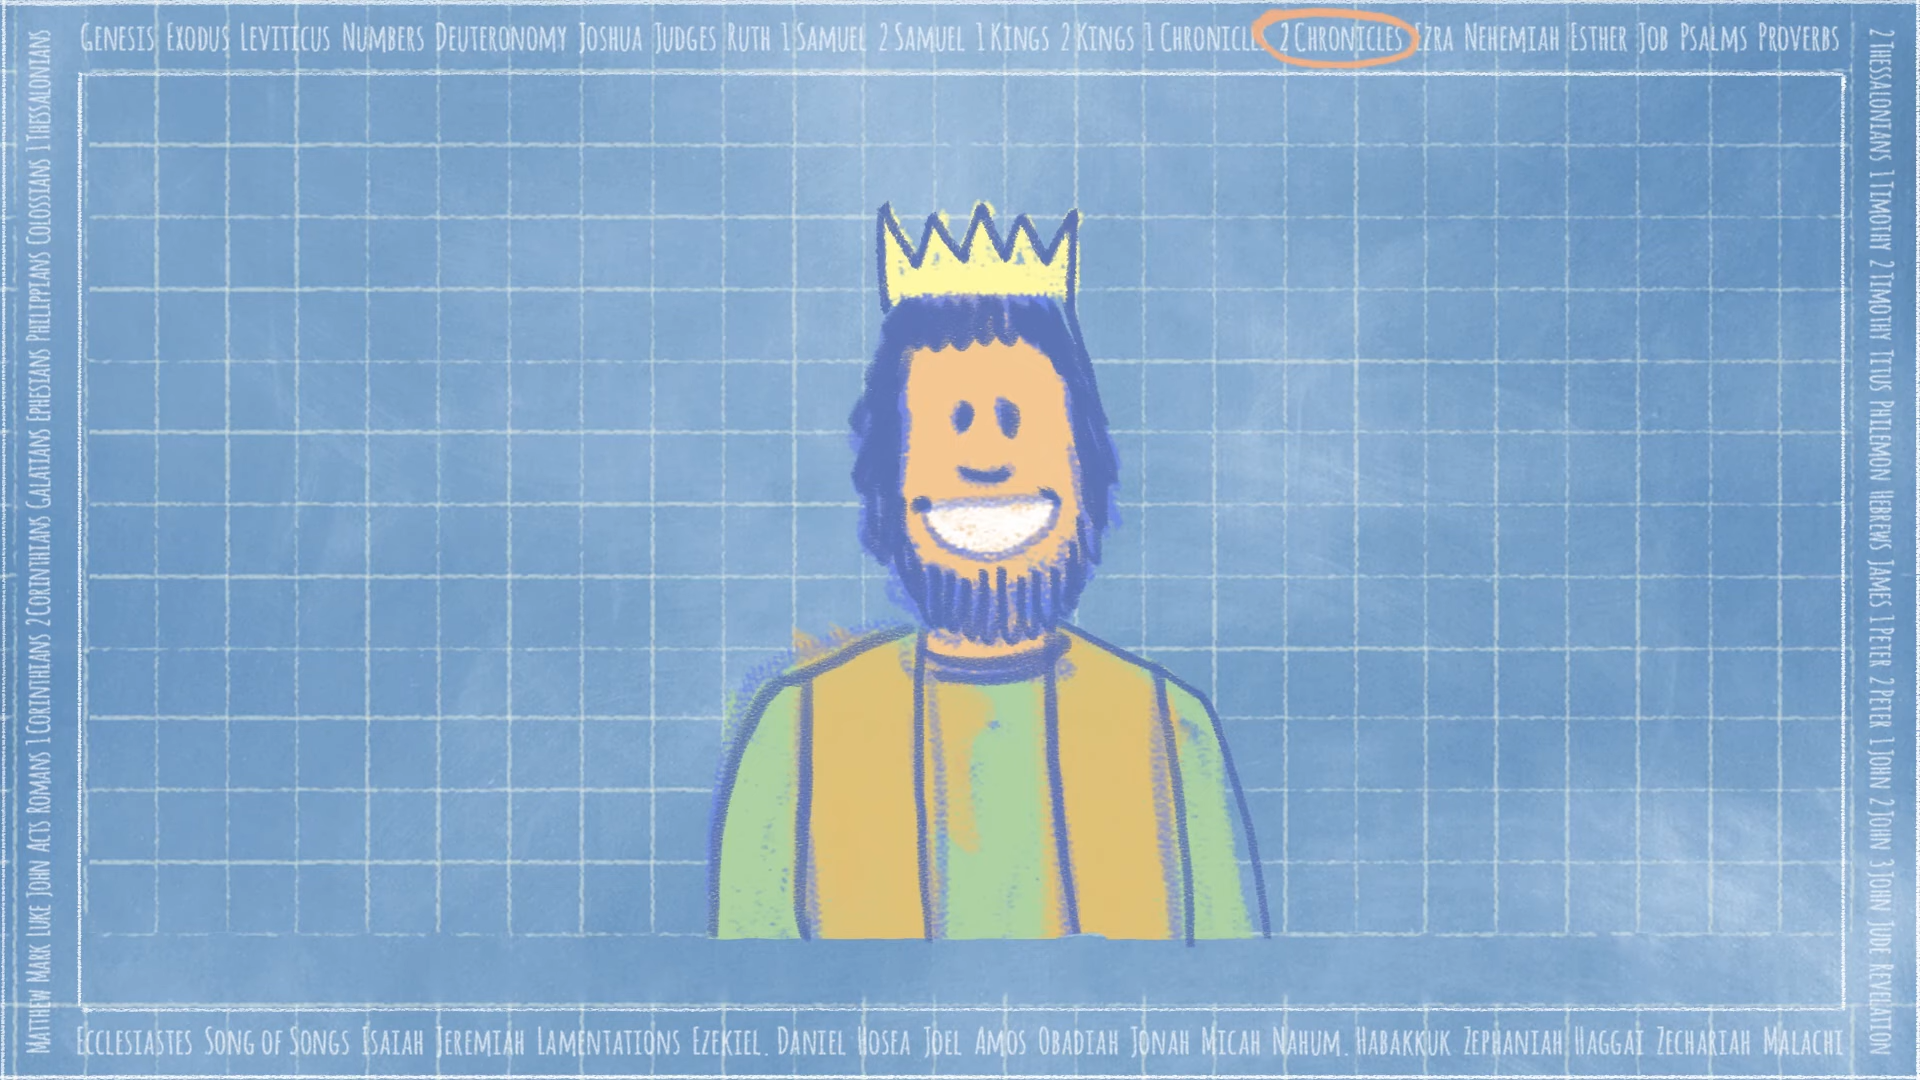 Genesis Exodus Leviticus Numbers Deuteronomy Joshua Judges Ruth 1 Samuel 2 Samuel 1 Kings 2 Kings 1 Chronicles 2 Chronicles Ezra Nehemiah Esther Job Psalms Proverbs
Matthew Mark Luke John Acts Romans 1 Corinthians 2 Corinthians Galatians Ephesians Philippians Colossians 1 Thessalonians
2 Thessalonians 1 Timothy 2 Timothy Titus Philemon Hebrews James 1 Peter 2 Peter 1 John 2 John 3 John Jude Revelation
Ecclesiastes Song of Songs Isaiah Jeremiah Lamentations Ezekiel. Daniel Hosea Joel Amos Obadiah Jonah Micah Nahum. Habakkuk Zephaniah Haggai Zechariah Malachi